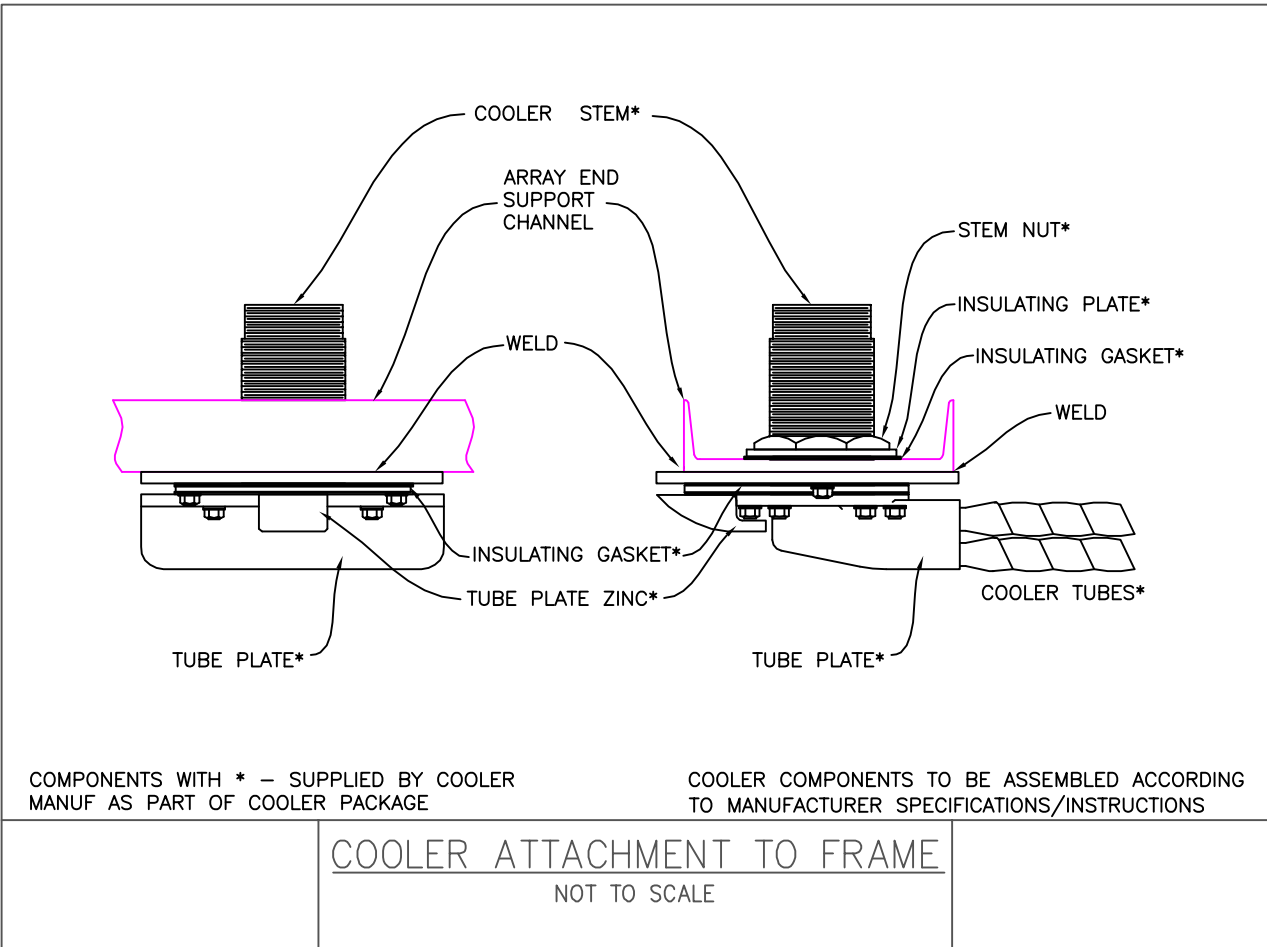 COOLER STEM*
ARRAY END
SUPPORT
CHANNEL
STEM NUT*
INSULATING PLATE*
WELD
INSULATING GASKET*
WELD
INSULATING GASKET*
TUBE PLATE ZINC*
COOLER TUBES*
TUBE PLATE*
TUBE PLATE*
COMPONENTS WITH * – SUPPLIED BY COOLER
MANUF AS PART OF COOLER PACKAGE
COOLER COMPONENTS TO BE ASSEMBLED ACCORDING
TO MANUFACTURER SPECIFICATIONS/INSTRUCTIONS
COOLER ATTACHMENT TO FRAME
NOT TO SCALE